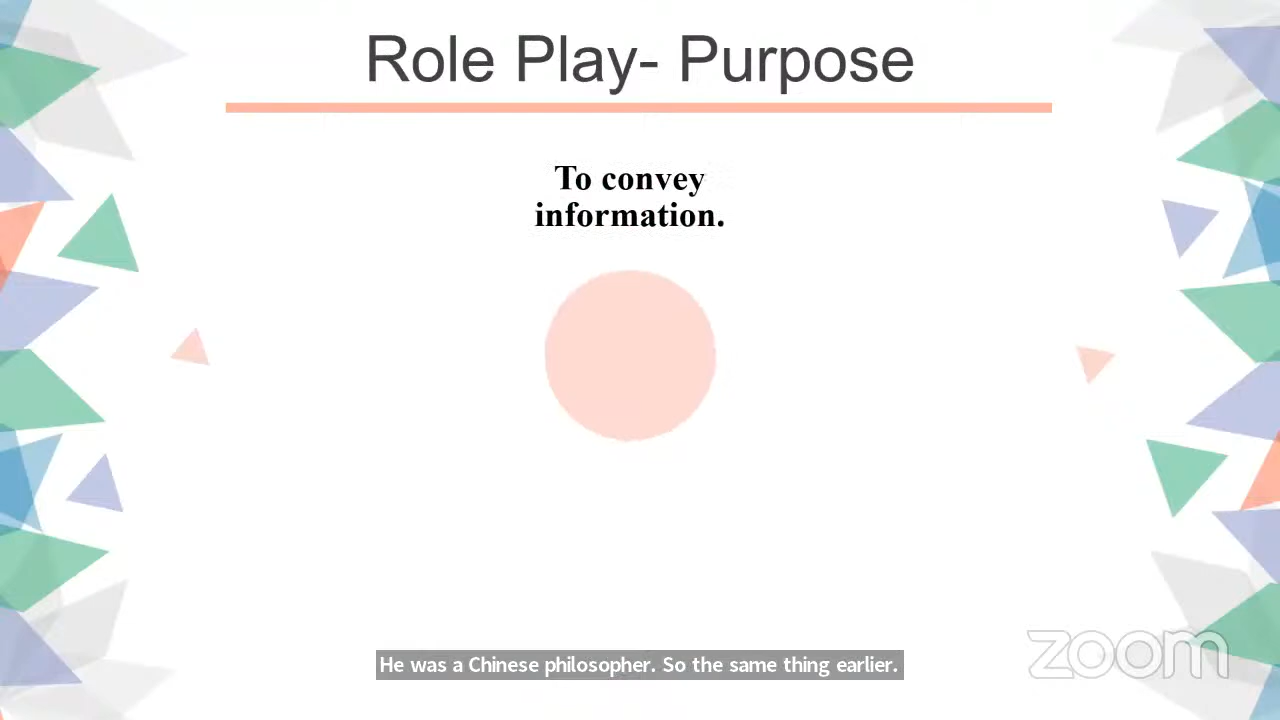 Role Play- Purpose
To convey
information.
He was a Chinese philosopher. So the same thing earlier.
zoom